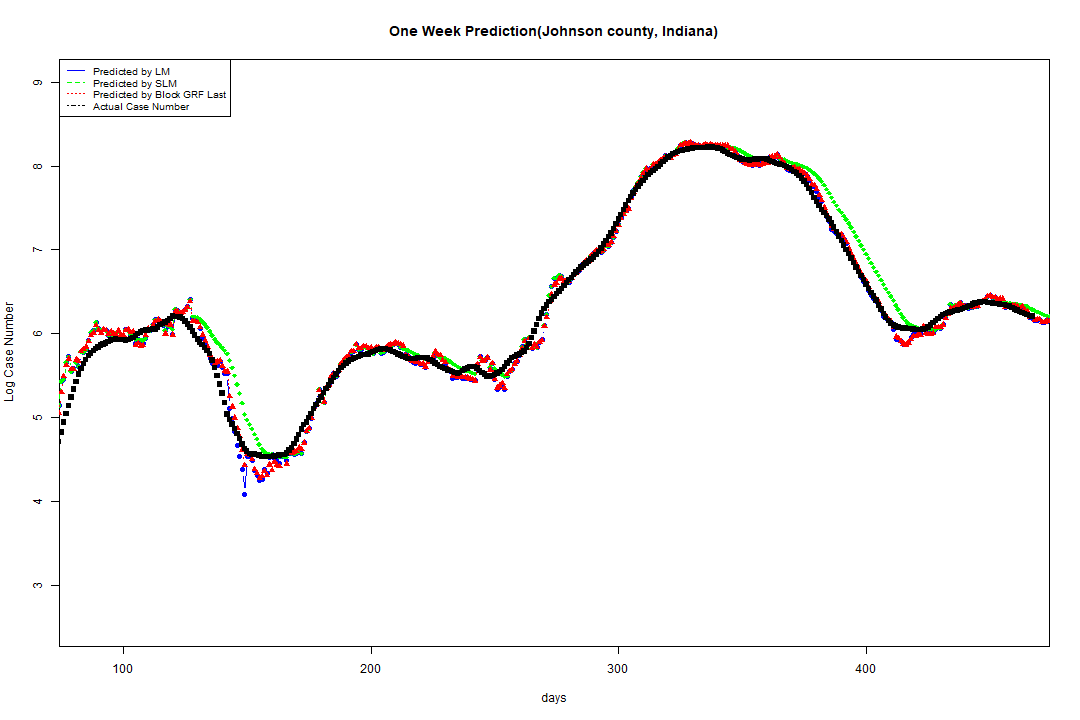 One Week Prediction(Johnson county, Indiana)
Predicted by LM
Predicted by SLM
Predicted by Block GRF Last
Actual Case Number
9
8
7
6
5
4
3
Log Case Number
100 200 300 400
days